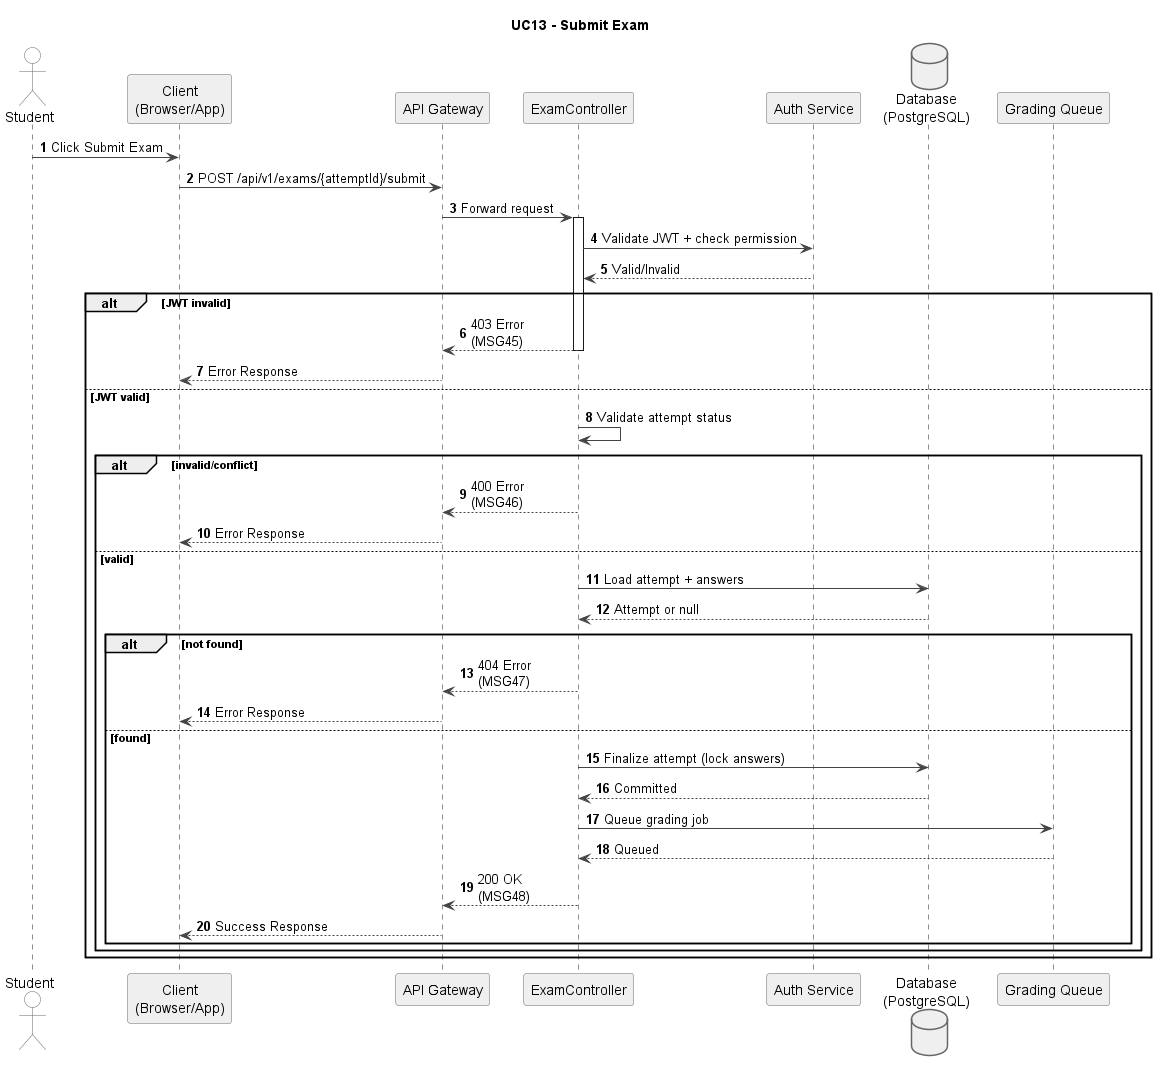 UC13 - Submit Exam
Student
Client
(Browser/App)
API Gateway
ExamController
Auth Service
Database
(PostgreSQL)
Grading Queue
1 Click Submit Exam
2 POST /api/v1/exams/{attemptId}/submit
3 Forward request
4 Validate JWT + check permission
5 Valid/Invalid
alt [JWT invalid]
6 403 Error
(MSG45)
7 Error Response
[JWT valid]
8 Validate attempt status
alt [invalid/conflict]
9 400 Error
(MSG46)
10 Error Response
[valid]
11 Load attempt + answers
12 Attempt or null
alt [not found]
13 404 Error
(MSG47)
14 Error Response
[found]
15 Finalize attempt (lock answers)
16 Committed
17 Queue grading job
18 Queued
19 200 OK
(MSG48)
20 Success Response
Student
Client
(Browser/App)
API Gateway
ExamController
Auth Service
Database
(PostgreSQL)
Grading Queue